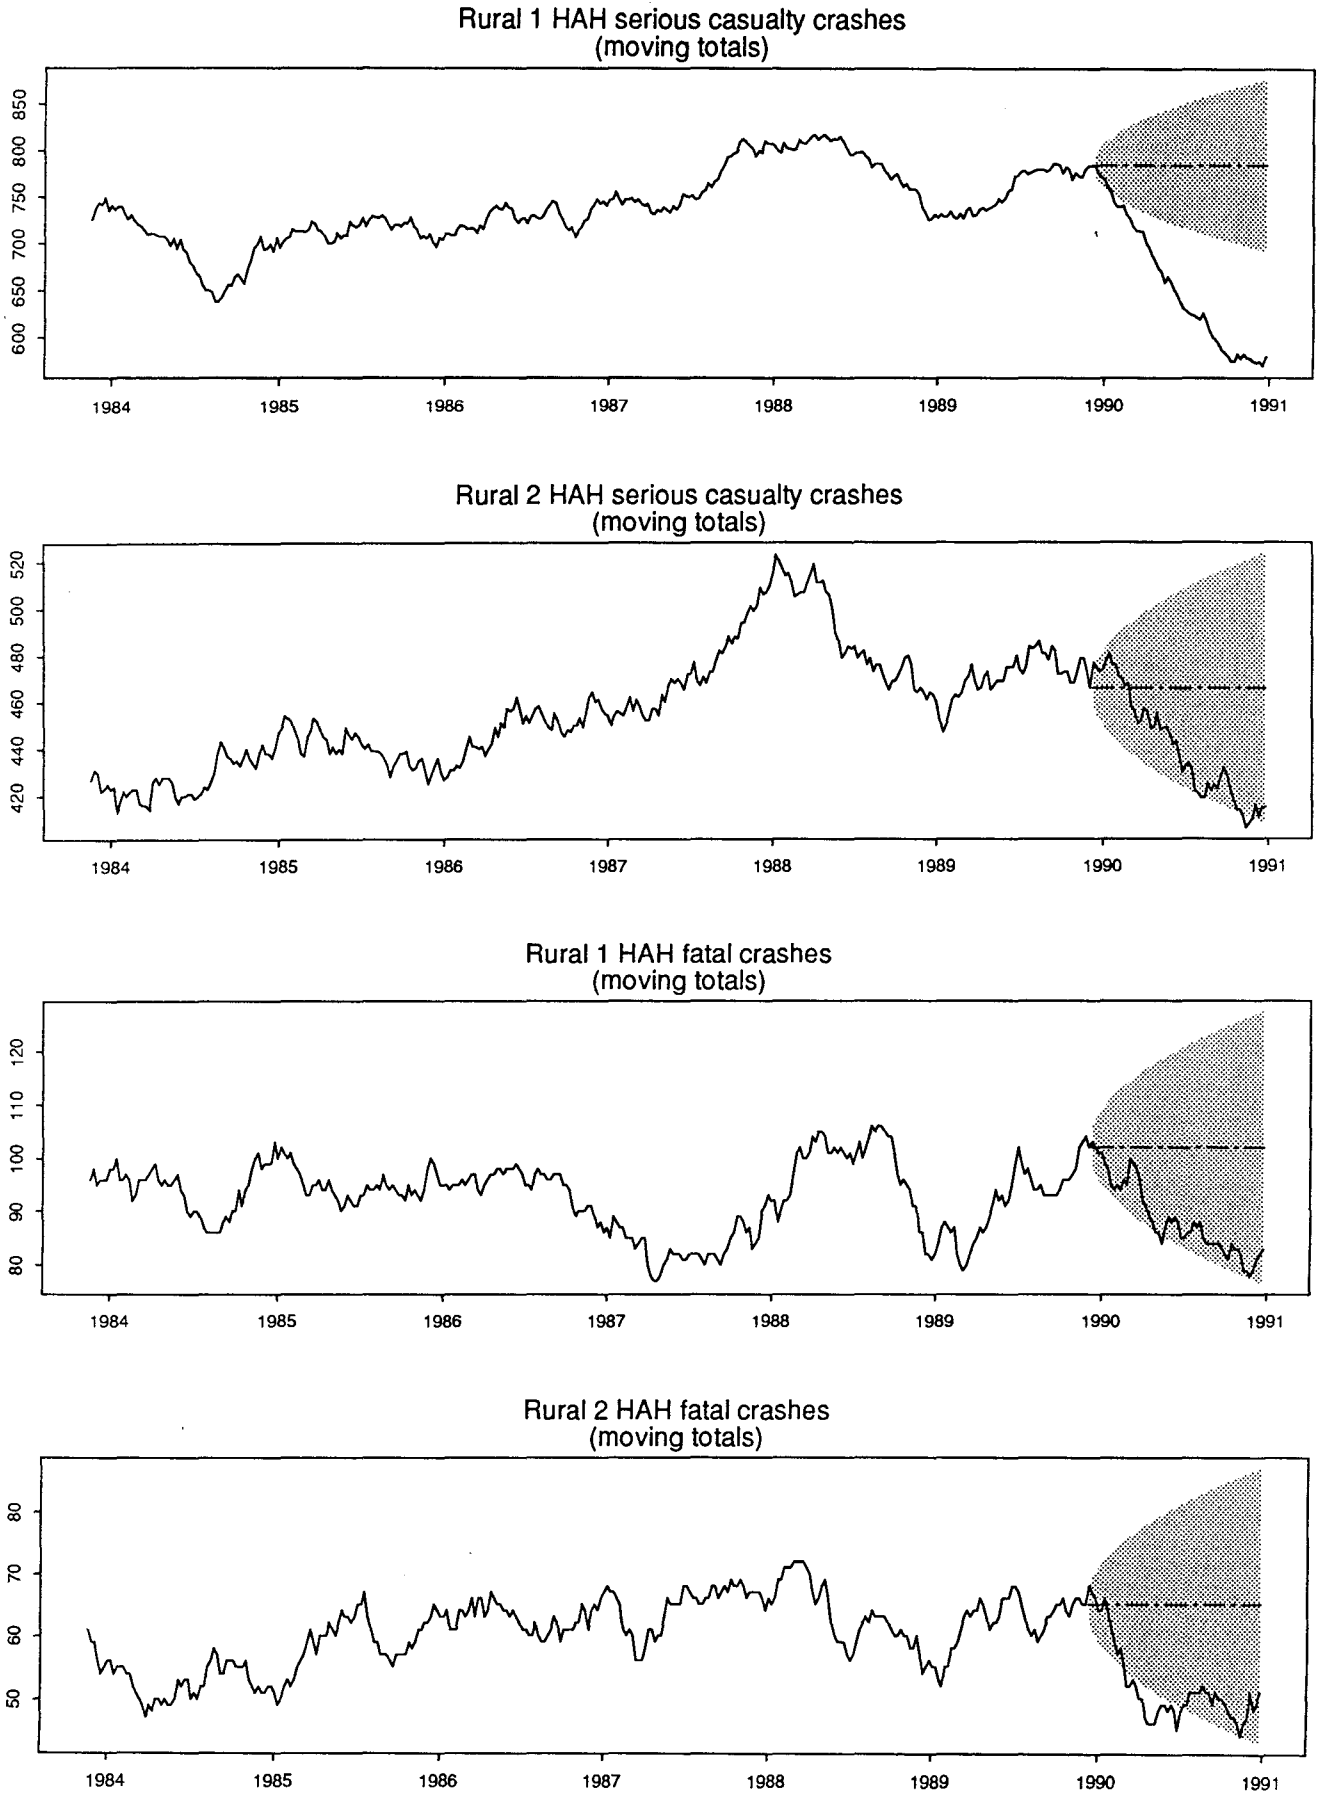 Rural 1 HAH serious casualty crashes
(moving totals)
850
800
750
700
650
600
1984 1985 1986 1987 1988 1989 1990 1991
Rural 2 HAH serious casualty crashes
(moving totals)
520
500
480
460
440
420
1984 1985 1986 1987 1988 1989 1990 1991
Rural 1 HAH fatal crashes
(moving totals)
120
110
100
90
80
1984 1985 1986 1987 1988 1989 1990 1991
Rural 2 HAH fatal crashes
(moving totals)
80
70
60
50
1984 1985 1986 1987 1988 1989 1990 1991